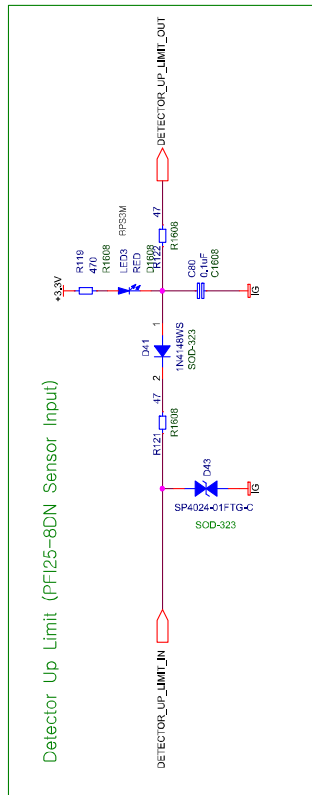 Detector Up Limit (PFI25-8DN Sensor Input)
DETECTOR_UP_LIMIT_OUT
+3.3V
R119
470
R1608
LED3
RED
D1608
BPS3M
R122
47
R1608
C80
0.1uF
C1608
IG
D41
1
2
1N4148WS
SOD-323
R121
47
R1608
D43
SP4024-01FTG-C
SOD-323
IG
DETECTOR_UP_LIMIT_IN